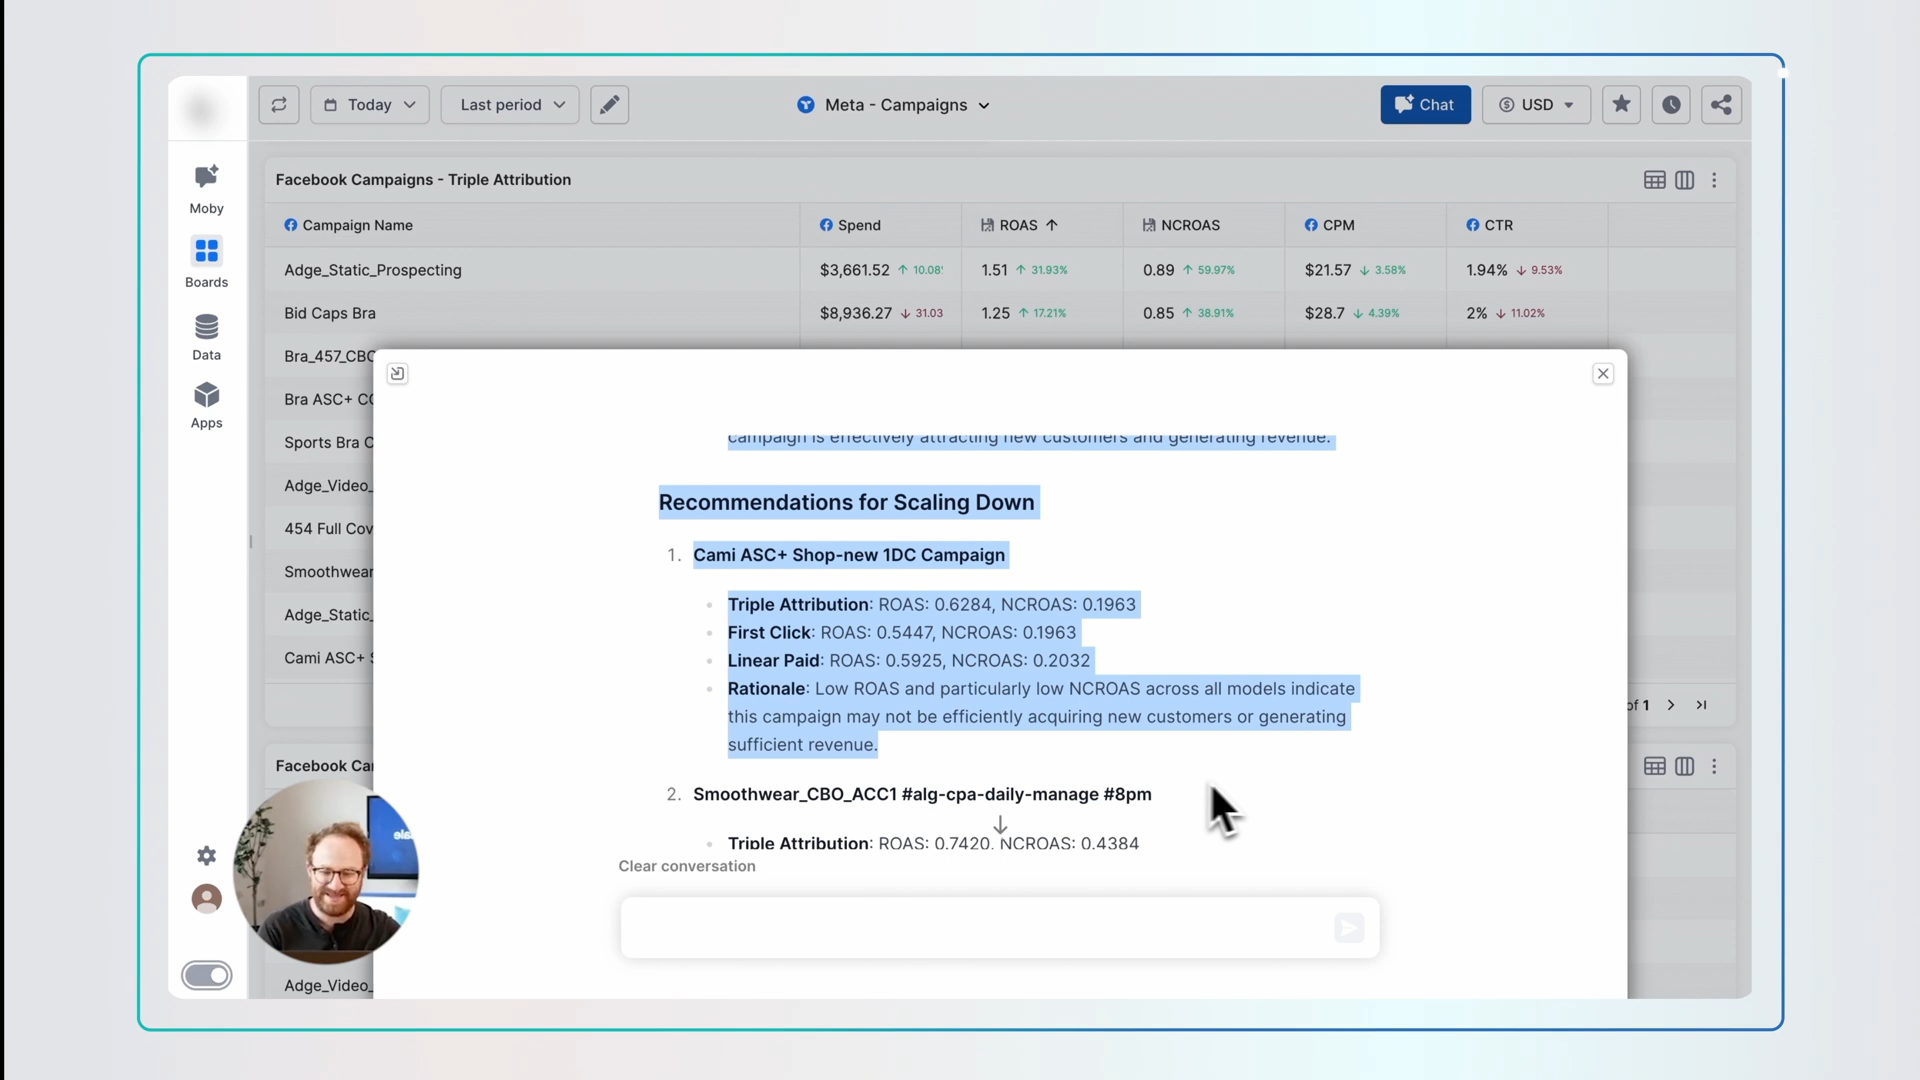 Today
Last period
Meta - Campaigns
Chat
USD
Moby
Boards
Data
Apps
Facebook Campaigns - Triple Attribution
Campaign Name Spend ROAS NCROAS CPM CTR
Adge_Static_Prospecting $3,661.52 ↑ 10.08 1.51 ↑ 31.93% 0.89 ↑ 59.97% $21.57 ↓ 3.58% 1.94% ↓ 9.53%
Bid Caps Bra $8,936.27 ↓ 31.03 1.25 ↑ 17.21% 0.85 ↑ 38.91% $28.7 ↓ 4.39% 2% ↓ 11.02%
Bra_457_CBC
Bra ASC+ CC
Sports Bra C
Adge_Video_
454 Full Cov
Smoothwear
Adge_Static_
Cami ASC+ S
of 1
Facebook Ca
Adge_Video_
campaign is effectively attracting new customers and generating revenue.
Recommendations for Scaling Down
1. Cami ASC+ Shop-new 1DC Campaign
Triple Attribution: ROAS: 0.6284, NCROAS: 0.1963
First Click: ROAS: 0.5447, NCROAS: 0.1963
Linear Paid: ROAS: 0.5925, NCROAS: 0.2032
Rationale: Low ROAS and particularly low NCROAS across all models indicate
this campaign may not be efficiently acquiring new customers or generating
sufficient revenue.
2. Smoothwear_CBO_ACC1 #alg-cpa-daily-manage #8pm
Triple Attribution: ROAS: 0.7420, NCROAS: 0.4384
Clear conversation